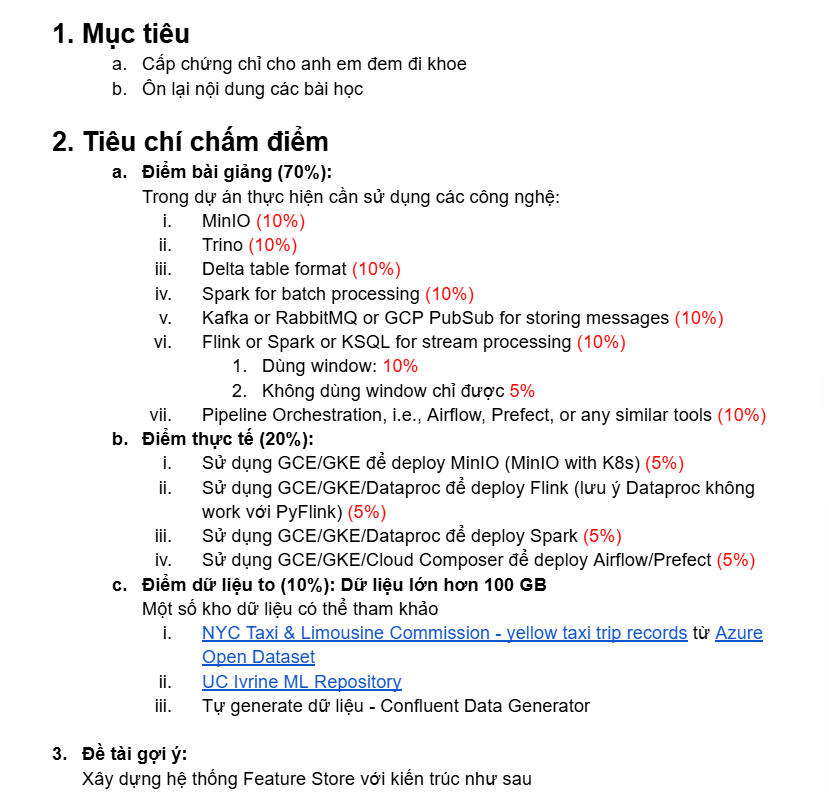 1. Mục tiêu
a. Cấp chứng chỉ cho anh em đem đi khoe
b. Ôn lại nội dung các bài học
2. Tiêu chí chấm điểm
a. Điểm bài giảng (70%):
Trong dự án thực hiện cần sử dụng các công nghệ:
i. MinIO (10%)
ii. Trino (10%)
iii. Delta table format (10%)
iv. Spark for batch processing (10%)
v. Kafka or RabbitMQ or GCP PubSub for storing messages (10%)
vi. Flink or Spark or KSQL for stream processing (10%)
1. Dùng window: 10%
2. Không dùng window chỉ được 5%
vii. Pipeline Orchestration, i.e., Airflow, Prefect, or any similar tools (10%)
b. Điểm thực tế (20%):
i. Sử dụng GCE/GKE để deploy MinIO (MinIO with K8s) (5%)
ii. Sử dụng GCE/GKE/Dataproc để deploy Flink (lưu ý Dataproc không
work với PyFlink) (5%)
iii. Sử dụng GCE/GKE/Dataproc để deploy Spark (5%)
iv. Sử dụng GCE/GKE/Cloud Composer để deploy Airflow/Prefect (5%)
c. Điểm dữ liệu to (10%): Dữ liệu lớn hơn 100 GB
Một số kho dữ liệu có thể tham khảo
i. NYC Taxi & Limousine Commission - yellow taxi trip records từ Azure
Open Dataset
ii. UC Ivrine ML Repository
iii. Tự generate dữ liệu - Confluent Data Generator
3. Đề tài gợi ý:
Xây dựng hệ thống Feature Store với kiến trúc như sau